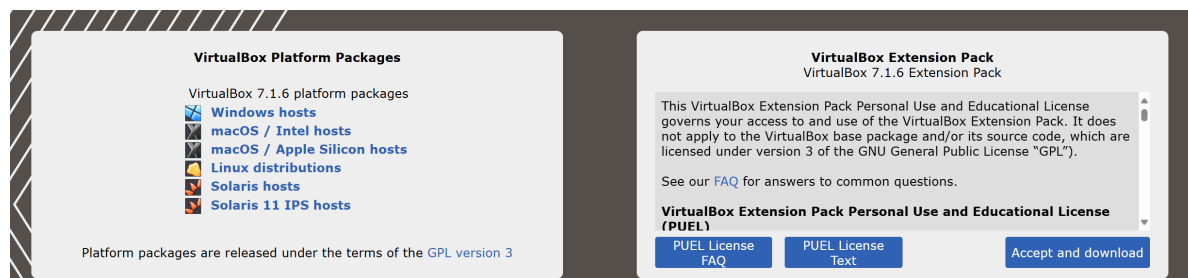 VirtualBox Platform Packages
VirtualBox 7.1.6 platform packages
Windows hosts
macOS / Intel hosts
macOS / Apple Silicon hosts
Linux distributions
Solaris hosts
Solaris 11 IPS hosts
Platform packages are released under the terms of the GPL version 3
VirtualBox Extension Pack
VirtualBox 7.1.6 Extension Pack
This VirtualBox Extension Pack Personal Use and Educational License
governs your access to and use of the VirtualBox Extension Pack. It does
not apply to the VirtualBox base package and/or its source code, which are
licensed under version 3 of the GNU General Public License “GPL”).
See our FAQ for answers to common questions.
VirtualBox Extension Pack Personal Use and Educational License
(PUEL)
PUEL License
FAQ
PUEL License
Text
Accept and download